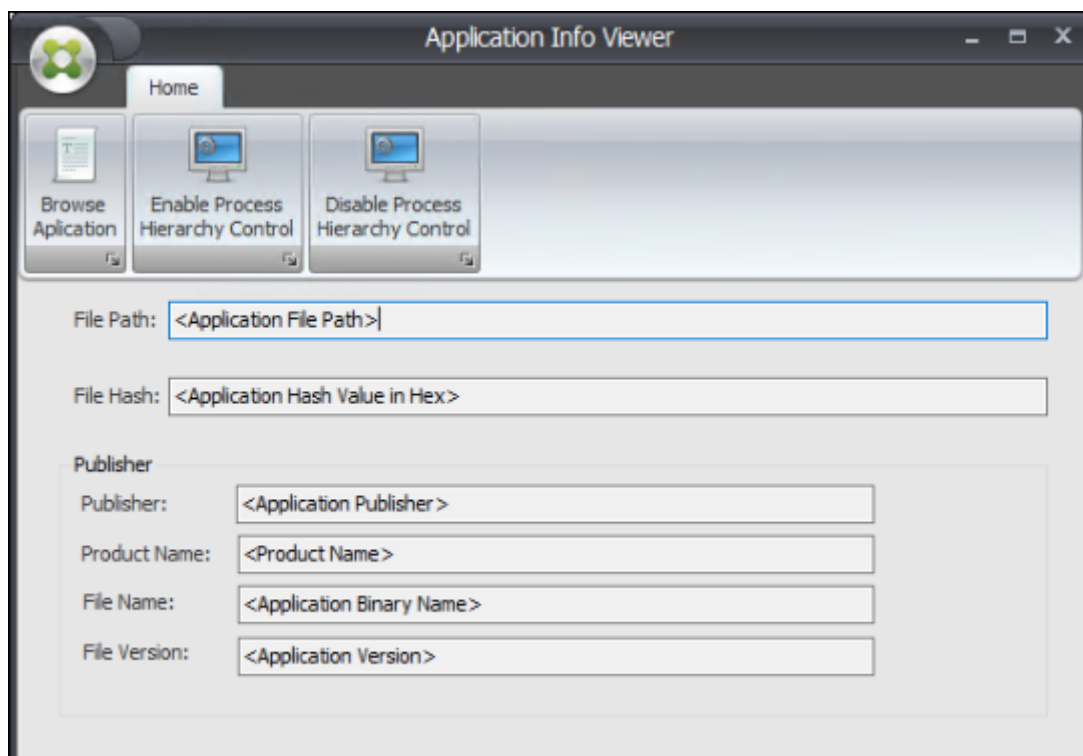 Application Info Viewer
Home
Browse
Aplication
Enable Process
Hierarchy Control
Disable Process
Hierarchy Control
File Path: <Application File Path>
File Hash: <Application Hash Value in Hex>
Publisher
Publisher: <Application Publisher>
Product Name: <Product Name>
File Name: <Application Binary Name>
File Version: <Application Version>